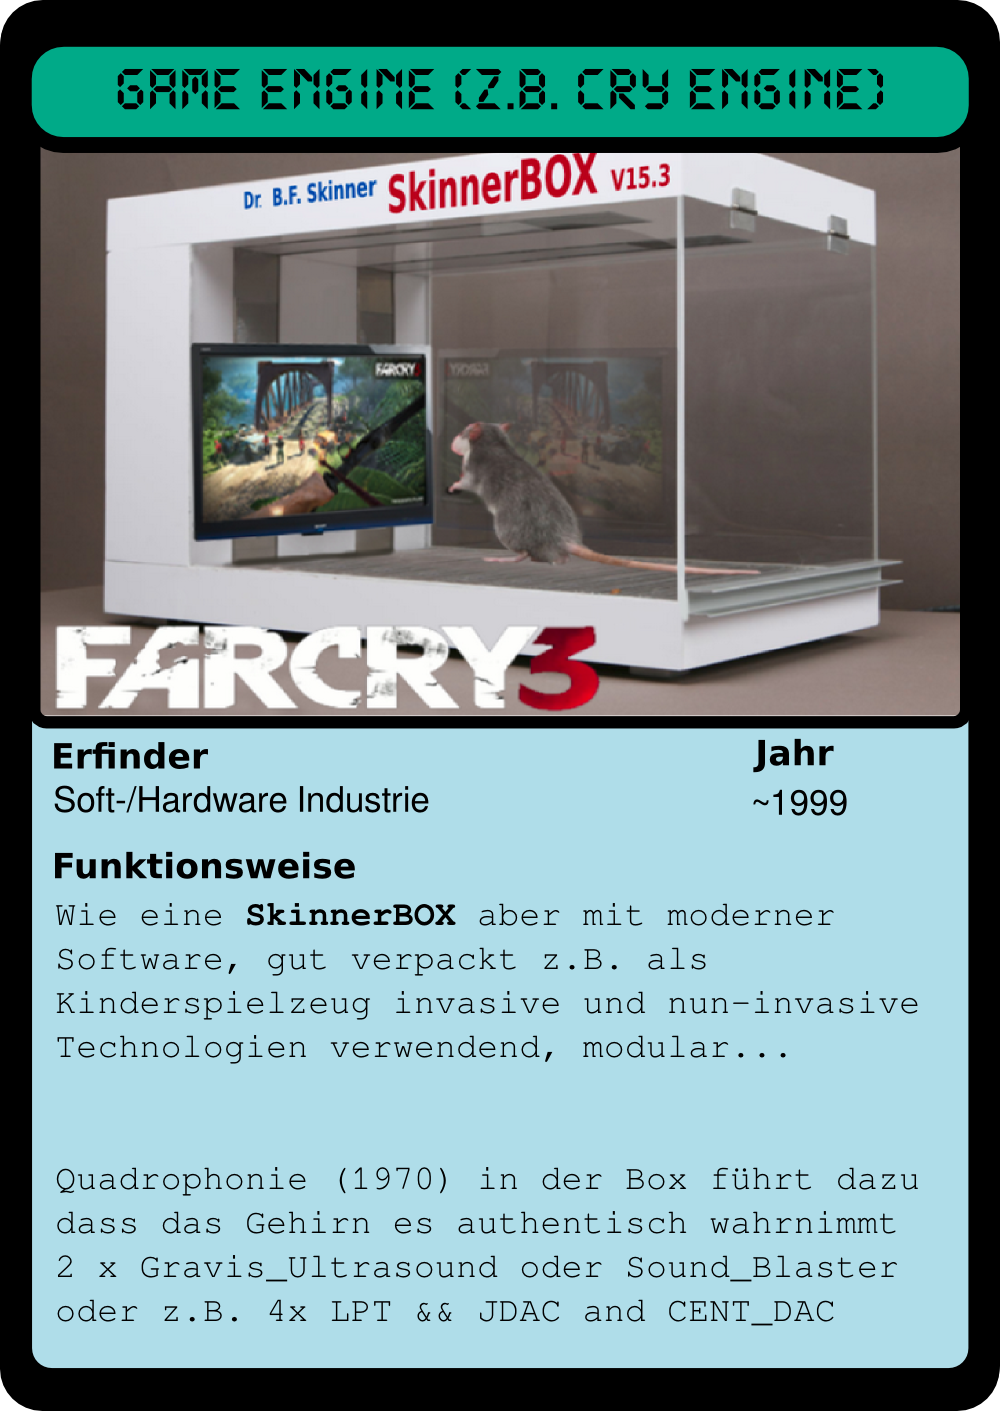 GAME ENGINE (Z.B. CRY ENGINE)
Dr. B.F. Skinner SkinnerBOX V15.3
FARCRY3
FARCRY
FARCRY3
Erfinder
Jahr
Soft-/Hardware Industrie
~1999
Funktionsweise
Wie eine SkinnerBOX aber mit moderner
Software, gut verpackt z.B. als
Kinderspielzeug invasive und nun-invasive
Technologien verwendend, modular...
Quadrophonie (1970) in der Box führt dazu
dass das Gehirn es authentisch wahrnimmt
2 x Gravis_Ultrasound oder Sound_Blaster
oder z.B. 4x LPT && JDAC and CENT_DAC